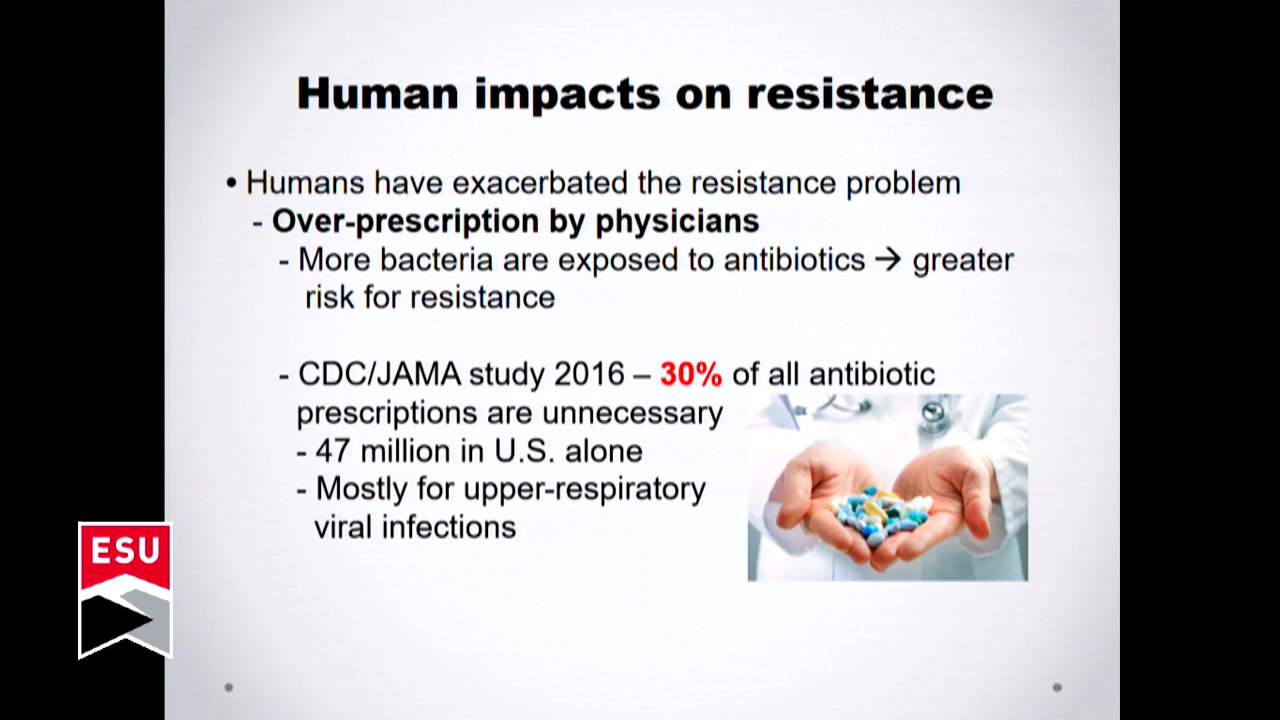 Human impacts on resistance
• Humans have exacerbated the resistance problem
- Over-prescription by physicians
- More bacteria are exposed to antibiotics → greater
risk for resistance
- CDC/JAMA study 2016 – 30% of all antibiotic
prescriptions are unnecessary
- 47 million in U.S. alone
- Mostly for upper-respiratory
viral infections
ESU